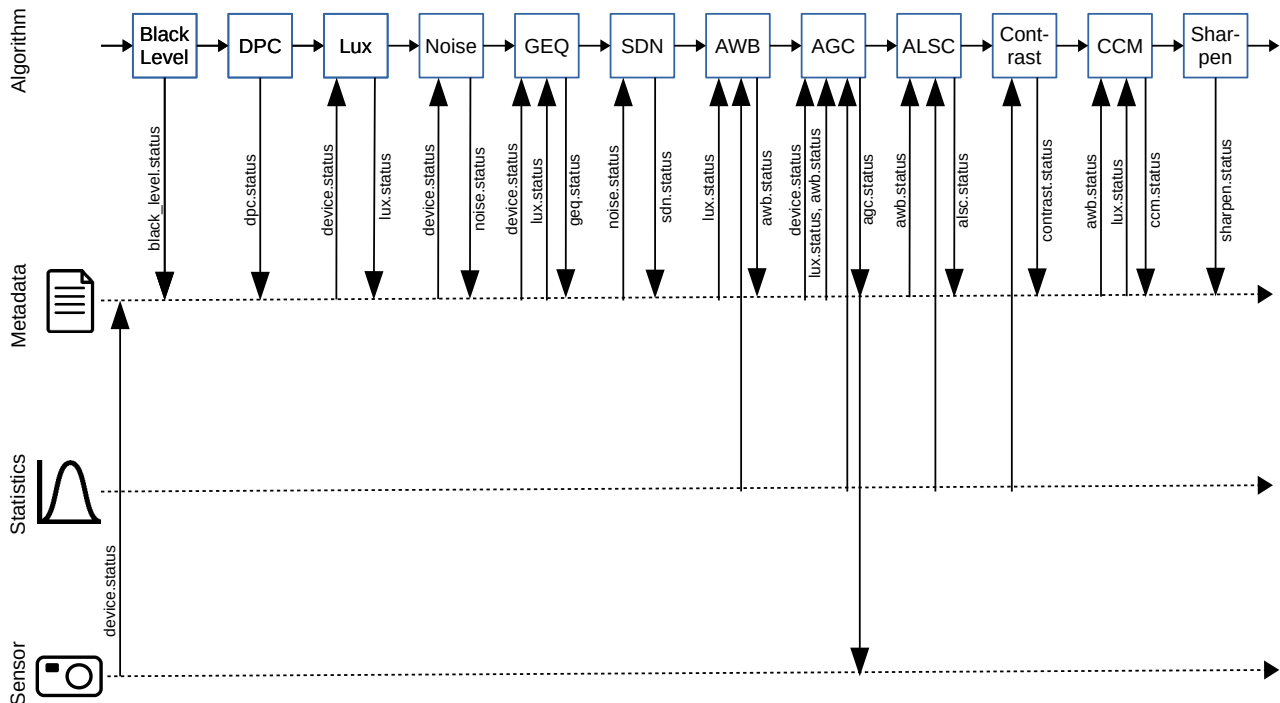 Algorithm
Black
Level
DPC
Lux
Noise
GEQ
SDN
AWB
AGC
ALSC
Cont-
rast
CCM
Shar-
pen
black_level.status
dpc.status
device.status
lux.status
device.status
noise.status
device.status
lux.status
geq.status
noise.status
sdn.status
lux.status
awb.status
device.status
lux.status, awb.status
agc.status
awb.status
alsc.status
contrast.status
awb.status
lux.status
ccm.status
sharpen.status
Metadata
Statistics
device.status
Sensor